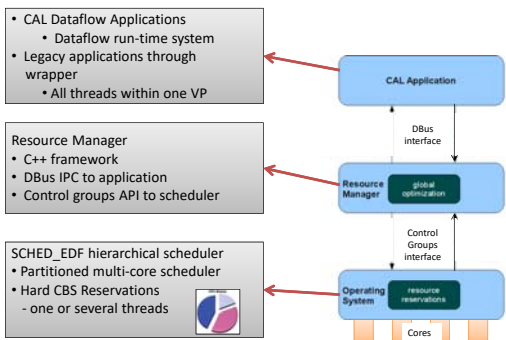 • CAL Dataflow Applications
• Dataflow run-time system
• Legacy applications through
wrapper
• All threads within one VP
CAL Application
DBus
interface
Resource Manager
• C++ framework
• DBus IPC to application
• Control groups API to scheduler
Resource
Manager
global
optimization
Control
Groups
interface
SCHED_EDF hierarchical scheduler
• Partitioned multi-core scheduler
• Hard CBS Reservations
- one or several threads
Operating
System
resource
reservations
Cores